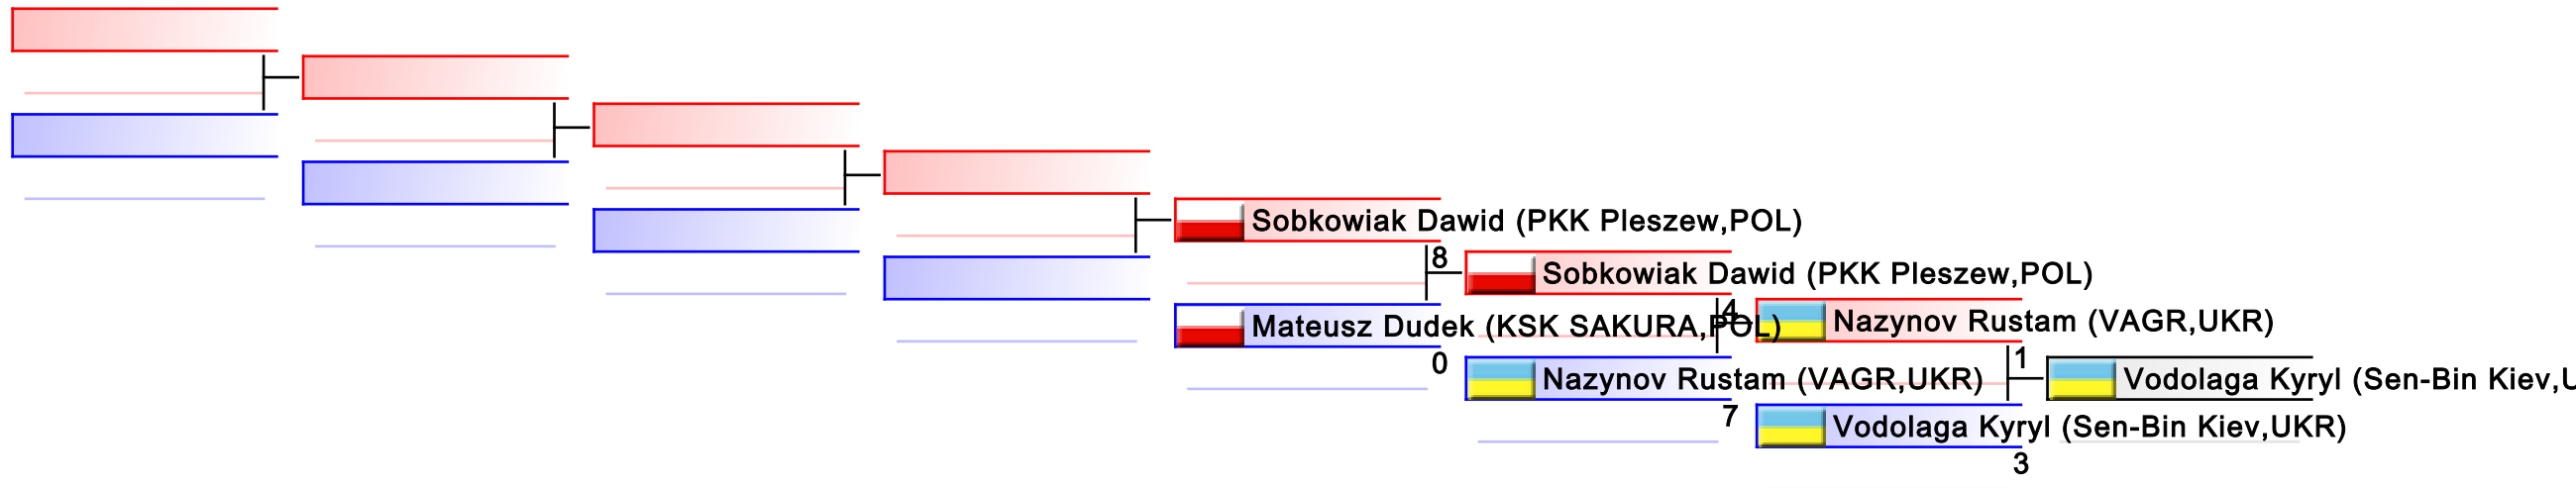 Sobkowiak Dawid (PKK Pleszew,POL)
8
Sobkowiak Dawid (PKK Pleszew,POL)
Mateusz Dudek (KSK SAKURA,POL)
0
4
Nazynov Rustam (VAGR,UKR)
Nazynov Rustam (VAGR,UKR)
7
1
Vodolaga Kyryl (Sen-Bin Kiev,U
Vodolaga Kyryl (Sen-Bin Kiev,UKR)
3